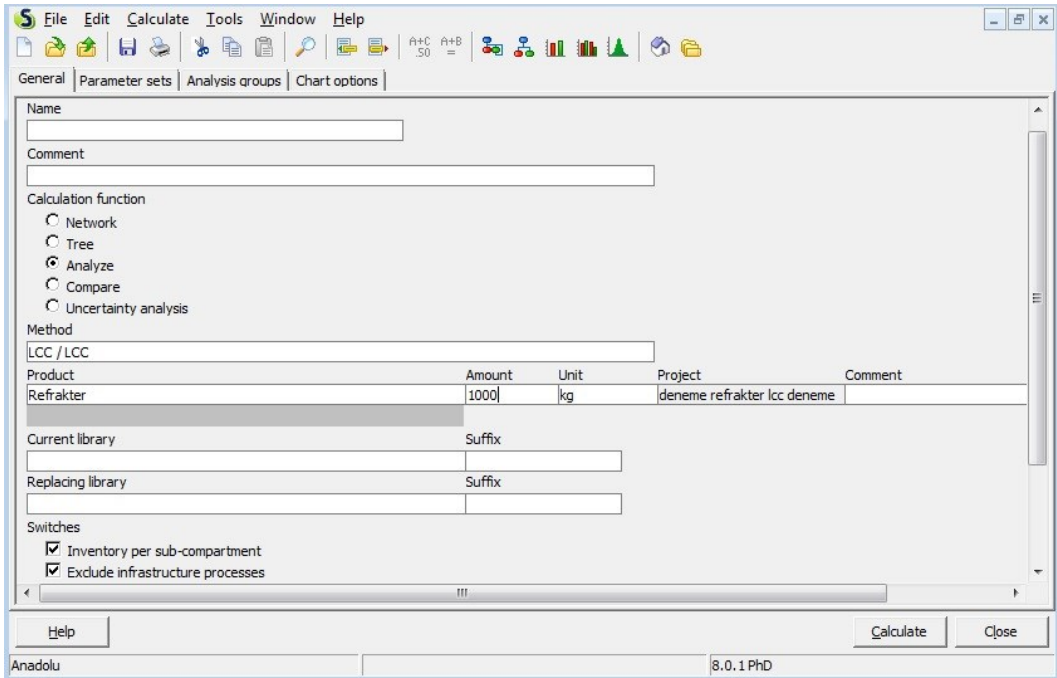 File Edit Calculate Tools Window Help
A+C A+B
50 =
General Parameter sets Analysis groups Chart options
Name
Comment
Calculation function
Network
Tree
Analyze
Compare
Uncertainty analysis
Method
LCC / LCC
Product Amount Unit Project Comment
Refrakter 1000 kg deneme refrakter lcc deneme
Current library Suffix
Replacing library Suffix
Switches
Inventory per sub-compartment
Exclude infrastructure processes
Help Calculate Close
Anadolu 8.0.1 PhD